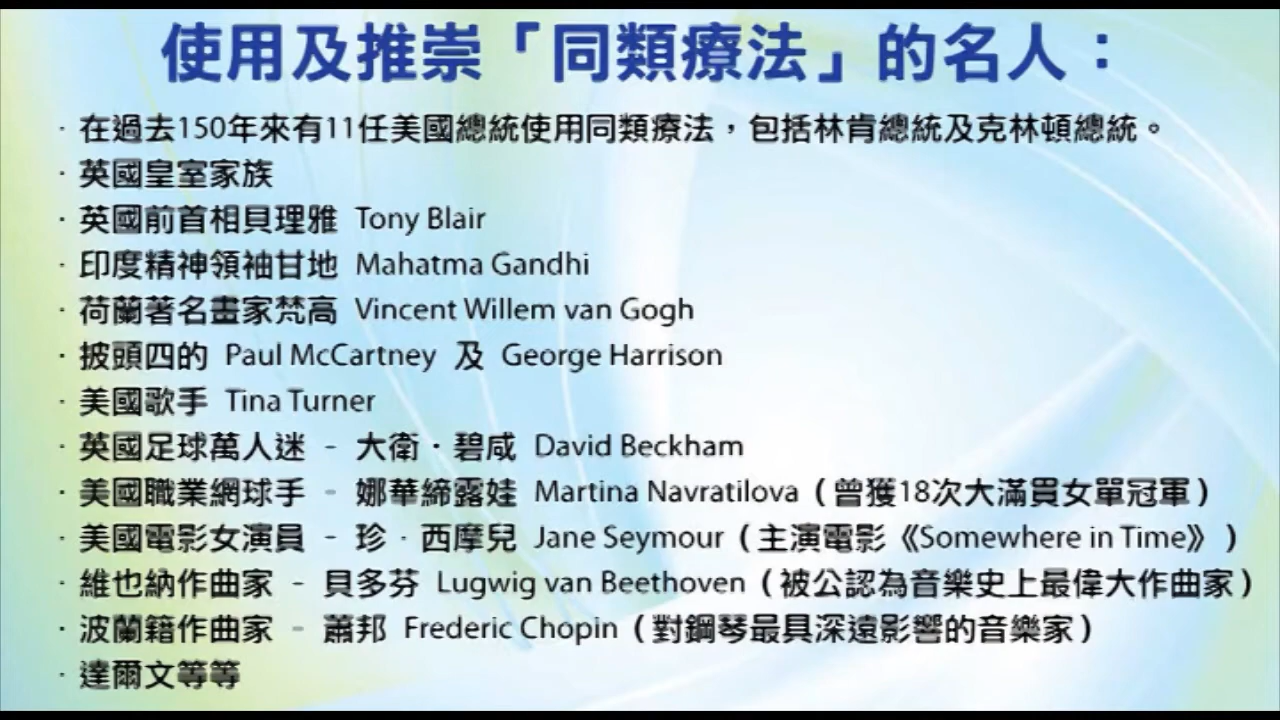 使用及推崇「同類療法」的名人：
· 在過去150年來有11任美國總統使用同類療法，包括林肯總統及克林頓總統。
· 英國皇室家族
· 英國前首相貝理雅 Tony Blair
· 印度精神領袖甘地 Mahatma Gandhi
· 荷蘭著名畫家梵高 Vincent Willem van Gogh
· 披頭四的 Paul McCartney 及 George Harrison
· 美國歌手 Tina Turner
· 英國足球萬人迷 - 大衛·碧咸 David Beckham
· 美國職業網球手 - 娜華締露娃 Martina Navratilova（曾獲18次大滿貫女單冠軍）
· 美國電影女演員 - 珍·西摩兒 Jane Seymour（主演電影《Somewhere in Time》）
· 維也納作曲家 - 貝多芬 Lugwig van Beethoven（被公認為音樂史上最偉大作曲家）
· 波蘭籍作曲家 - 蕭邦 Frederic Chopin（對鋼琴最具深遠影響的音樂家）
· 達爾文等等